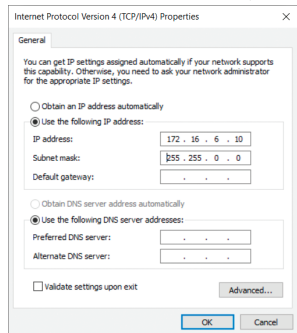 Internet Protocol Version 4 (TCP/IPv4) Properties
General
You can get IP settings assigned automatically if your network supports
this capability. Otherwise, you need to ask your network administrator
for the appropriate IP settings.
Obtain an IP address automatically
Use the following IP address:
IP address: 172 . 16 . 6 . 10
Subnet mask: 255 . 255 . 0 . 0
Default gateway: . . .
Obtain DNS server address automatically
Use the following DNS server addresses:
Preferred DNS server: . . .
Alternate DNS server: . . .
Validate settings upon exit
Advanced...
OK Cancel